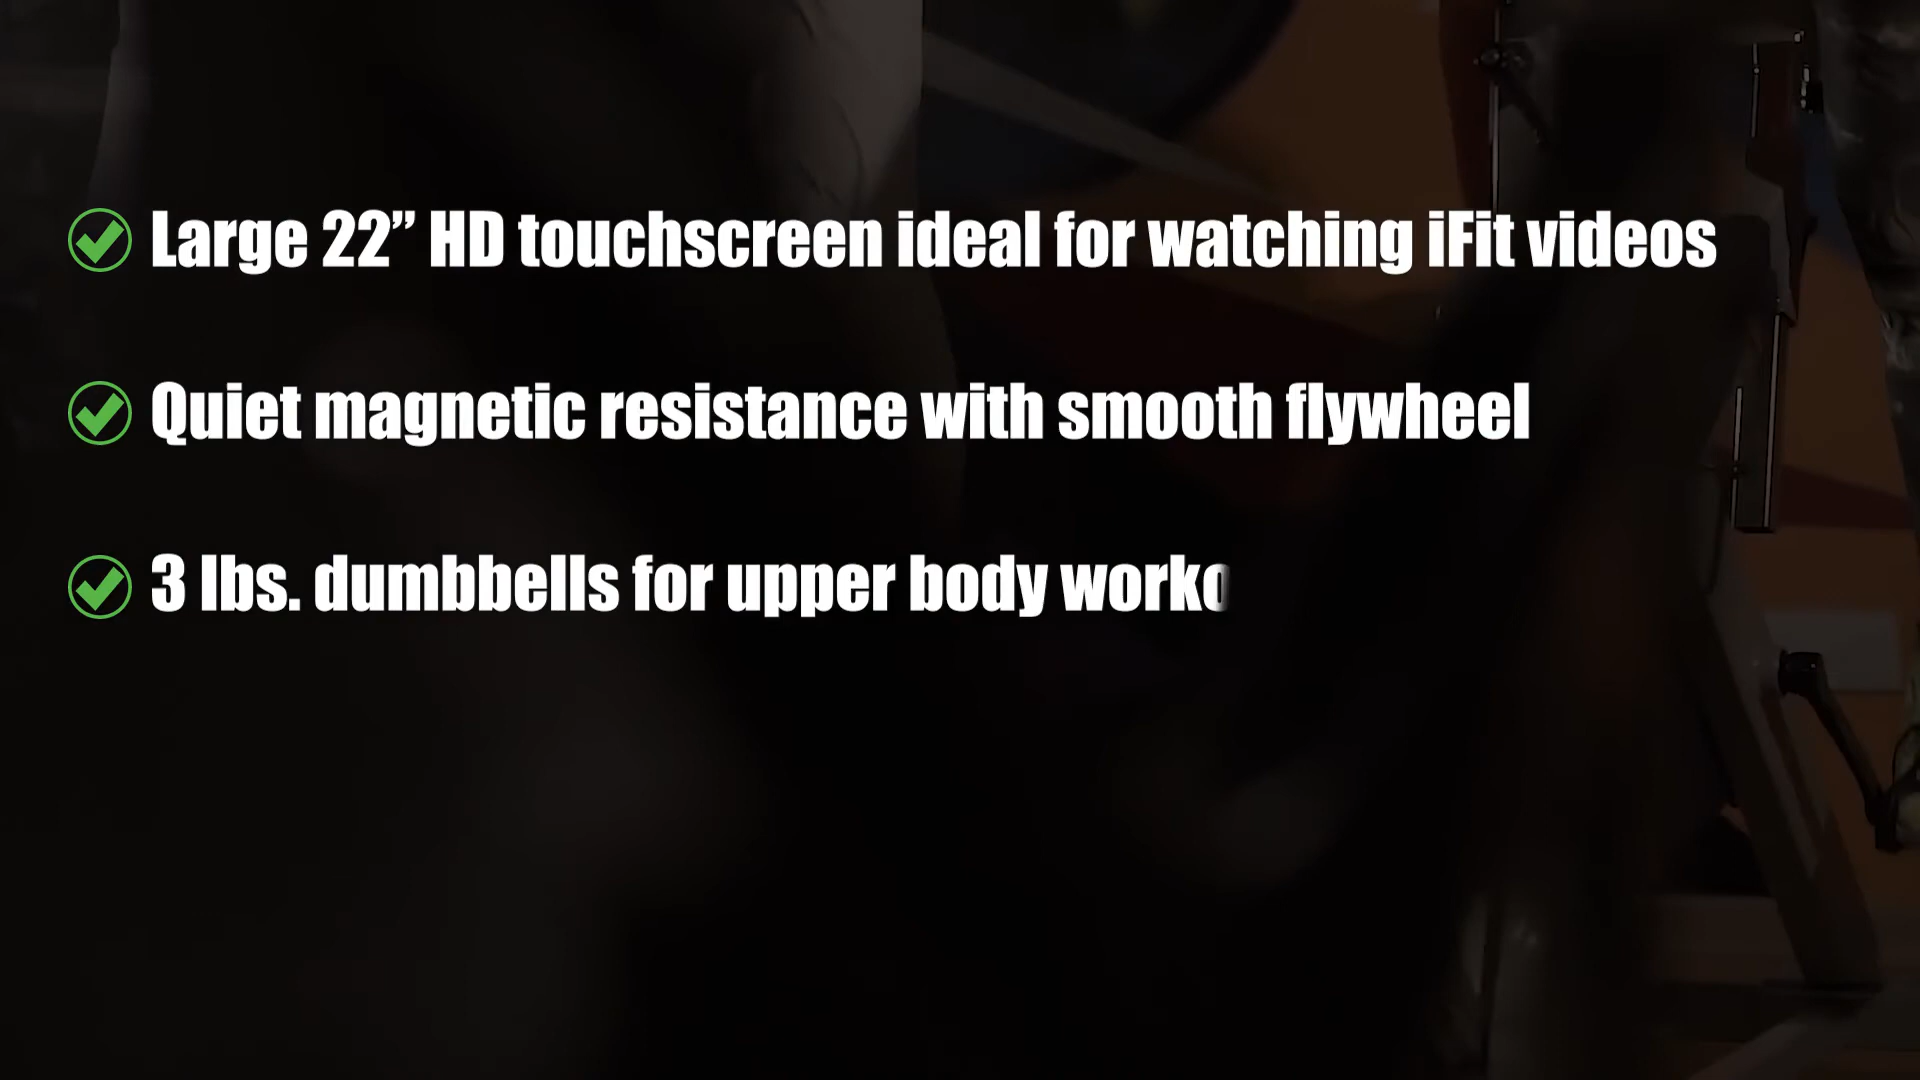 Large 22” HD touchscreen ideal for watching iFit videos
Quiet magnetic resistance with smooth flywheel
3 lbs. dumbbells for upper body worko